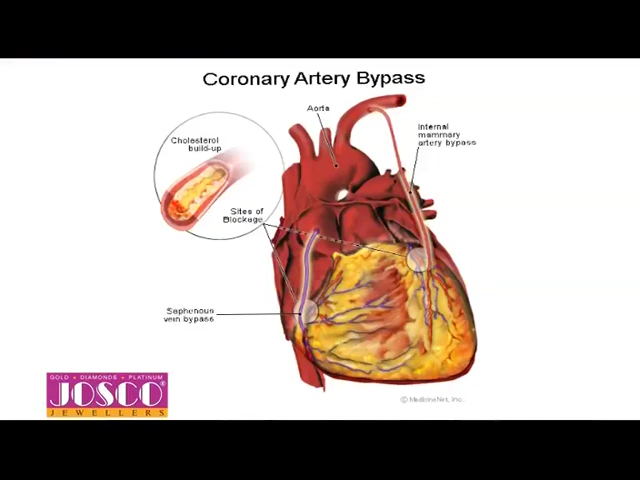 Coronary Artery Bypass
Aorta
Internal
mammary
artery bypass
Cholesterol
build-up
Sites of
Blockage
Saphenous
vein bypass
GOLD • DIAMONDS • PLATINUM
JOSCO®
JEWELLERS
© MedicineNet, Inc.